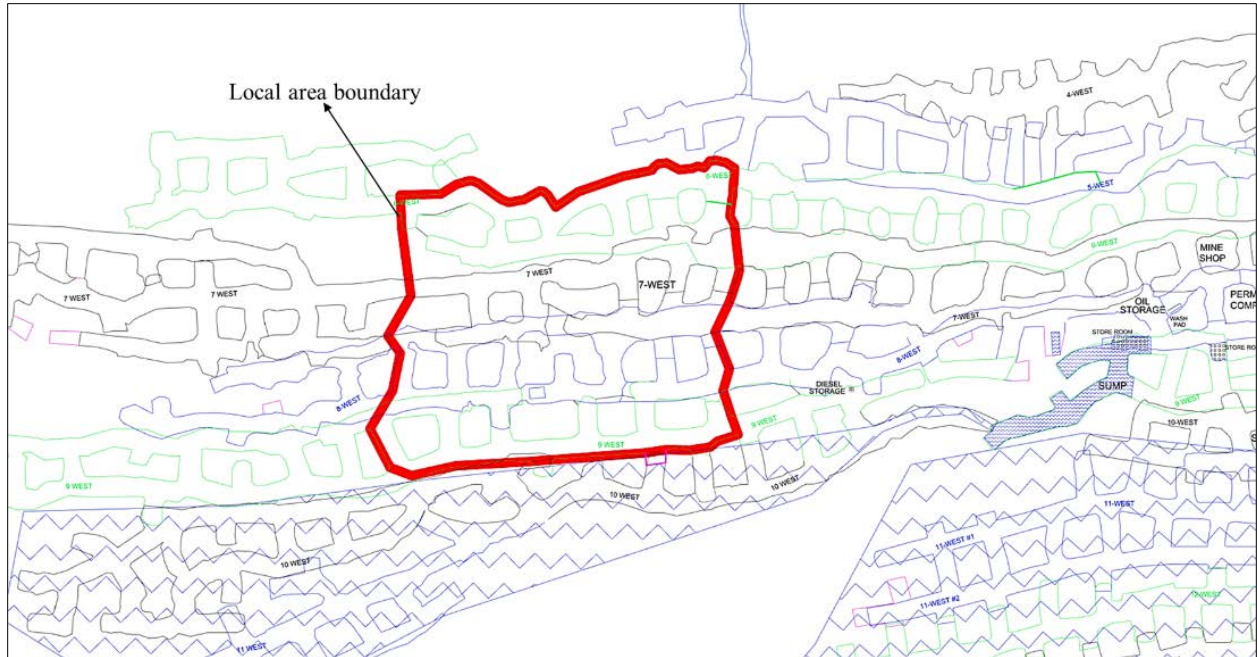 Local area boundary
4-WEST
5-WEST
6-WEST
6-WEST
7 WEST
7-WEST
7 WEST
7 WEST
7-WEST
MINE
SHOP
OIL
STORAGE
WASH
PAD
PERM
COMP
STORE ROOM
STORE RO
8-WEST
8-WEST
DIESEL
STORAGE
SUMP
9 WEST
9 WEST
9 WEST
9 WEST
10-WEST
10 WEST
10 WEST
10 WEST
11-WEST
11-WEST #1
11-WEST #2
11 WEST
12-WEST